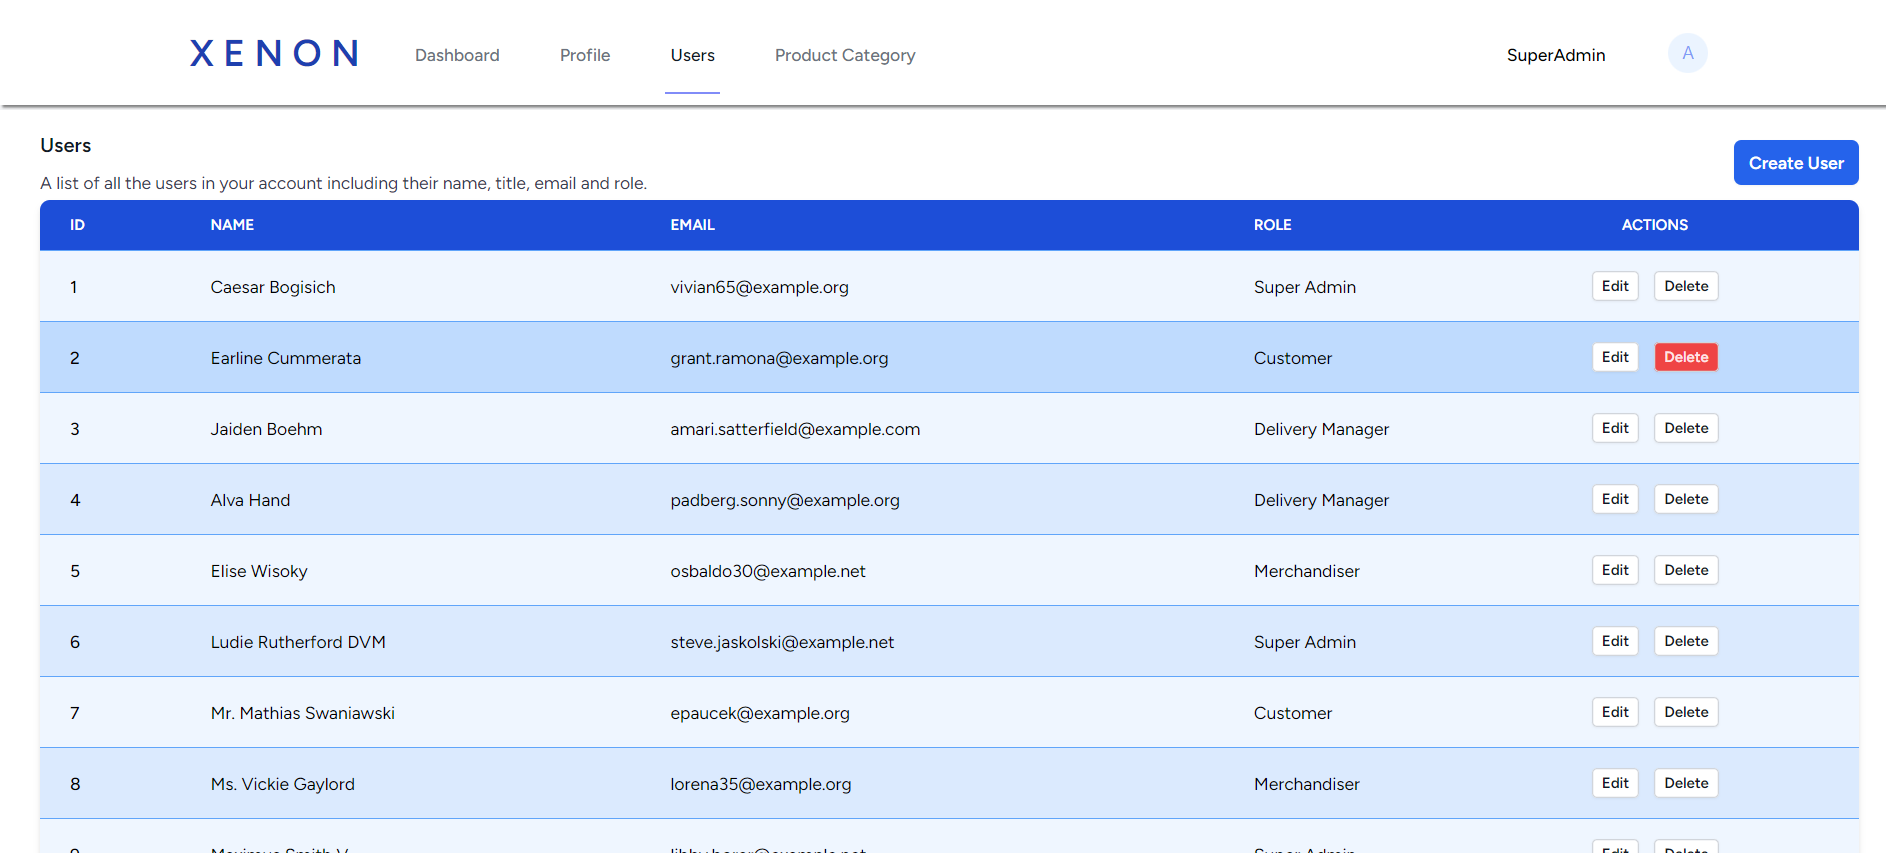 XENON Dashboard Profile Users Product Category SuperAdmin A
Users
Create User
A list of all the users in your account including their name, title, email and role.
ID NAME EMAIL ROLE ACTIONS
1 Caesar Bogisich vivian65@example.org Super Admin Edit Delete
2 Earline Cummerata grant.ramona@example.org Customer Edit Delete
3 Jaiden Boehm amari.satterfield@example.com Delivery Manager Edit Delete
4 Alva Hand padberg.sonny@example.org Delivery Manager Edit Delete
5 Elise Wisoky osbaldo30@example.net Merchandiser Edit Delete
6 Ludie Rutherford DVM steve.jaskolski@example.net Super Admin Edit Delete
7 Mr. Mathias Swaniawski epaucek@example.org Customer Edit Delete
8 Ms. Vickie Gaylord lorena35@example.org Merchandiser Edit Delete
Super Admin Edit Delete